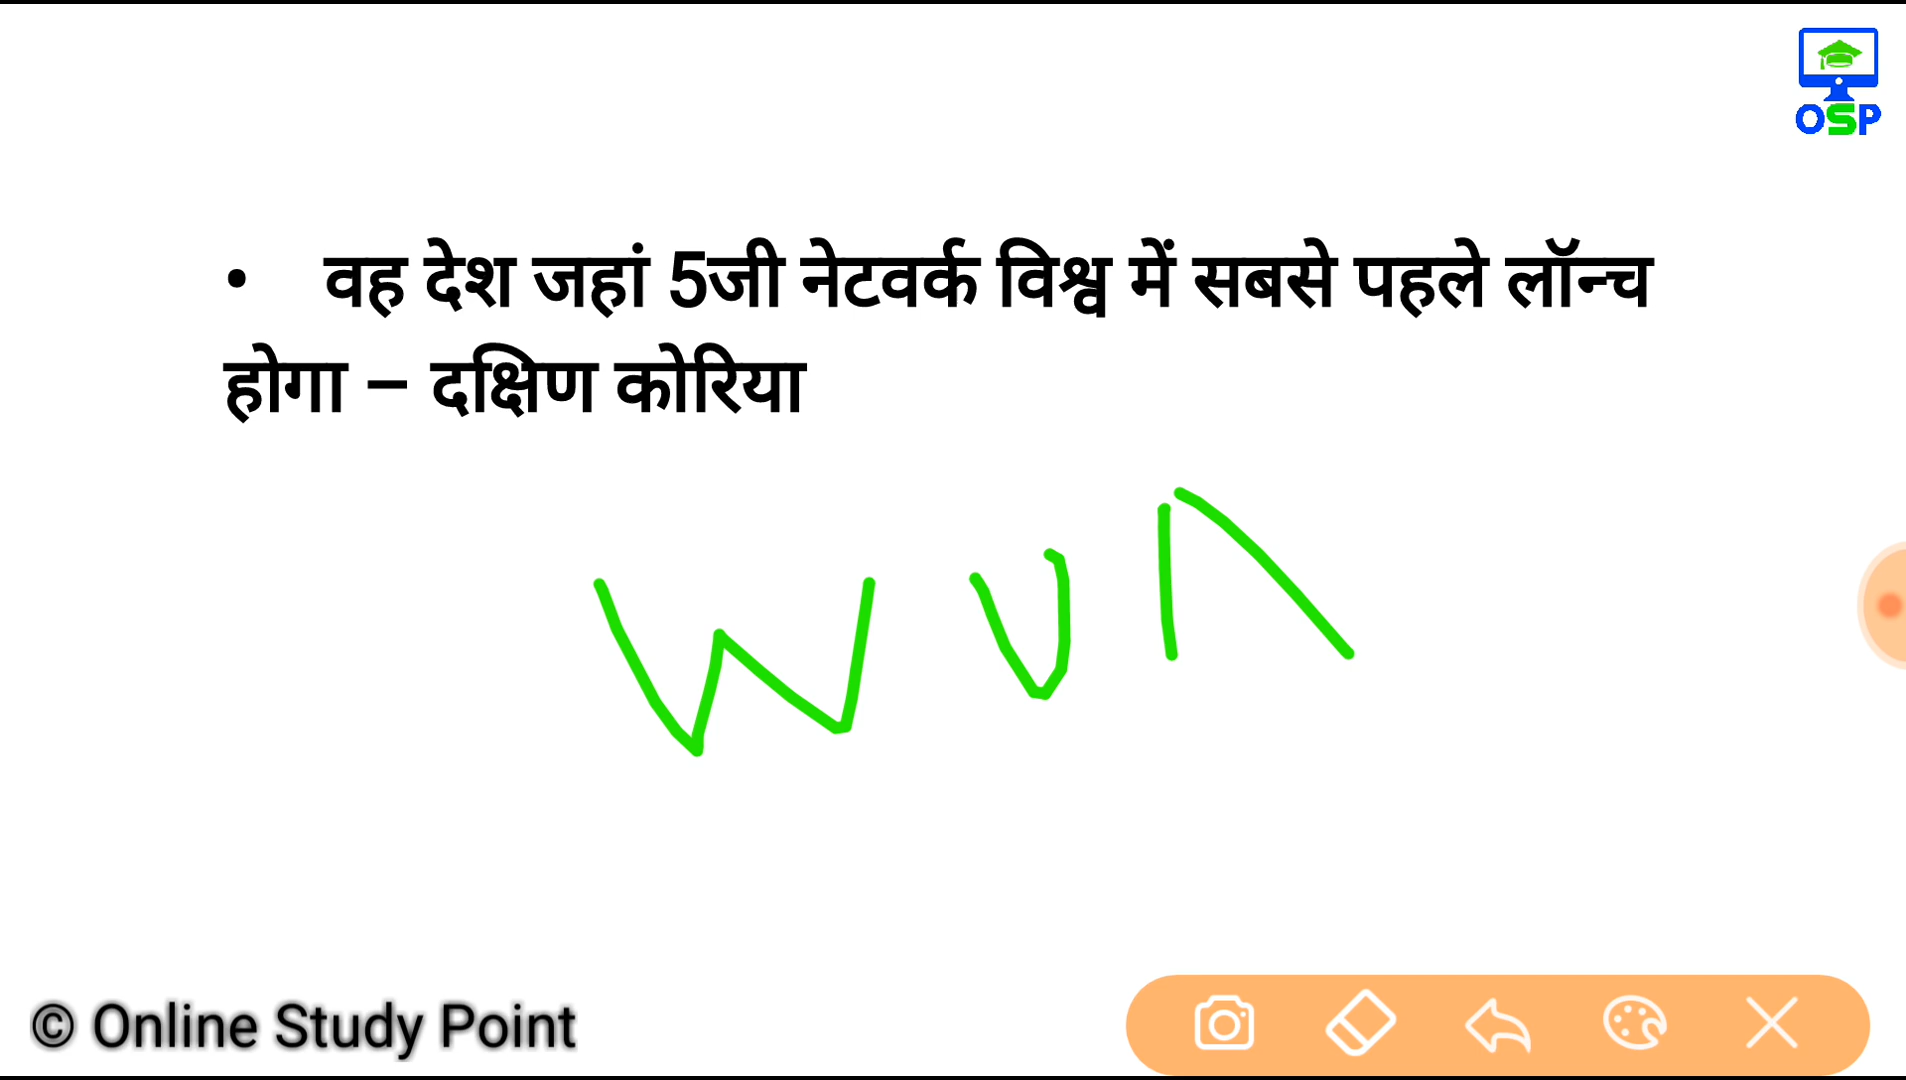 OSP
• वह देश जहां 5जी नेटवर्क विश्व में सबसे पहले लॉन्च
होगा – दक्षिण कोरिया
© Online Study Point